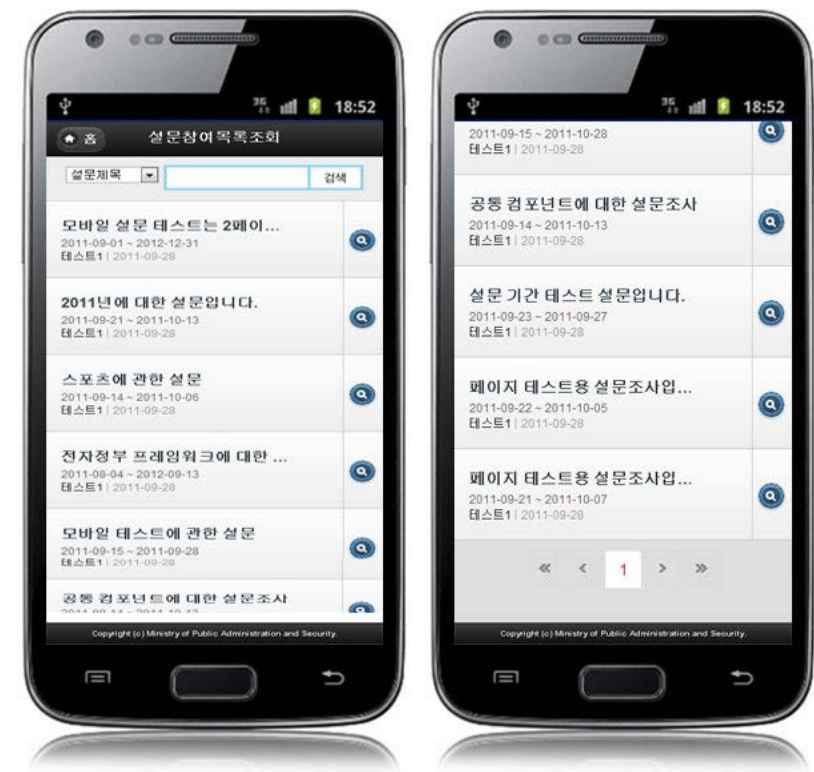 3G
18:52
홈
설문참여목록조회
설문제목
검색
모바일 설문 테스트는 2페이...
2011-09-01 ~ 2012-12-31
테스트1 | 2011-09-28
2011년에 대한 설문입니다.
2011-09-21 ~ 2011-10-13
테스트1 | 2011-09-28
스포츠에 관한 설문
2011-09-14 ~ 2011-10-06
테스트1 | 2011-09-28
전자정부 프레임워크에 대한 ...
2011-08-04 ~ 2012-09-13
테스트1 | 2011-09-28
모바일 테스트에 관한 설문
2011-09-15 ~ 2011-09-28
테스트1 | 2011-09-28
공통 컴포넌트에 대한 설문조사
2011-09-14 ~ 2011-10-13
Copyright (c) Ministry of Public Administration and Security.
3G
18:52
2011-09-15 ~ 2011-10-28
테스트1 | 2011-09-28
공통 컴포넌트에 대한 설문조사
2011-09-14 ~ 2011-10-13
테스트1 | 2011-09-28
설문 기간 테스트 설문입니다.
2011-09-23 ~ 2011-09-27
테스트1 | 2011-09-28
페이지 테스트용 설문조사입...
2011-09-22 ~ 2011-10-05
테스트1 | 2011-09-28
페이지 테스트용 설문조사입...
2011-09-21 ~ 2011-10-07
테스트1 | 2011-09-28
« < 1 > »
Copyright (c) Ministry of Public Administration and Security.